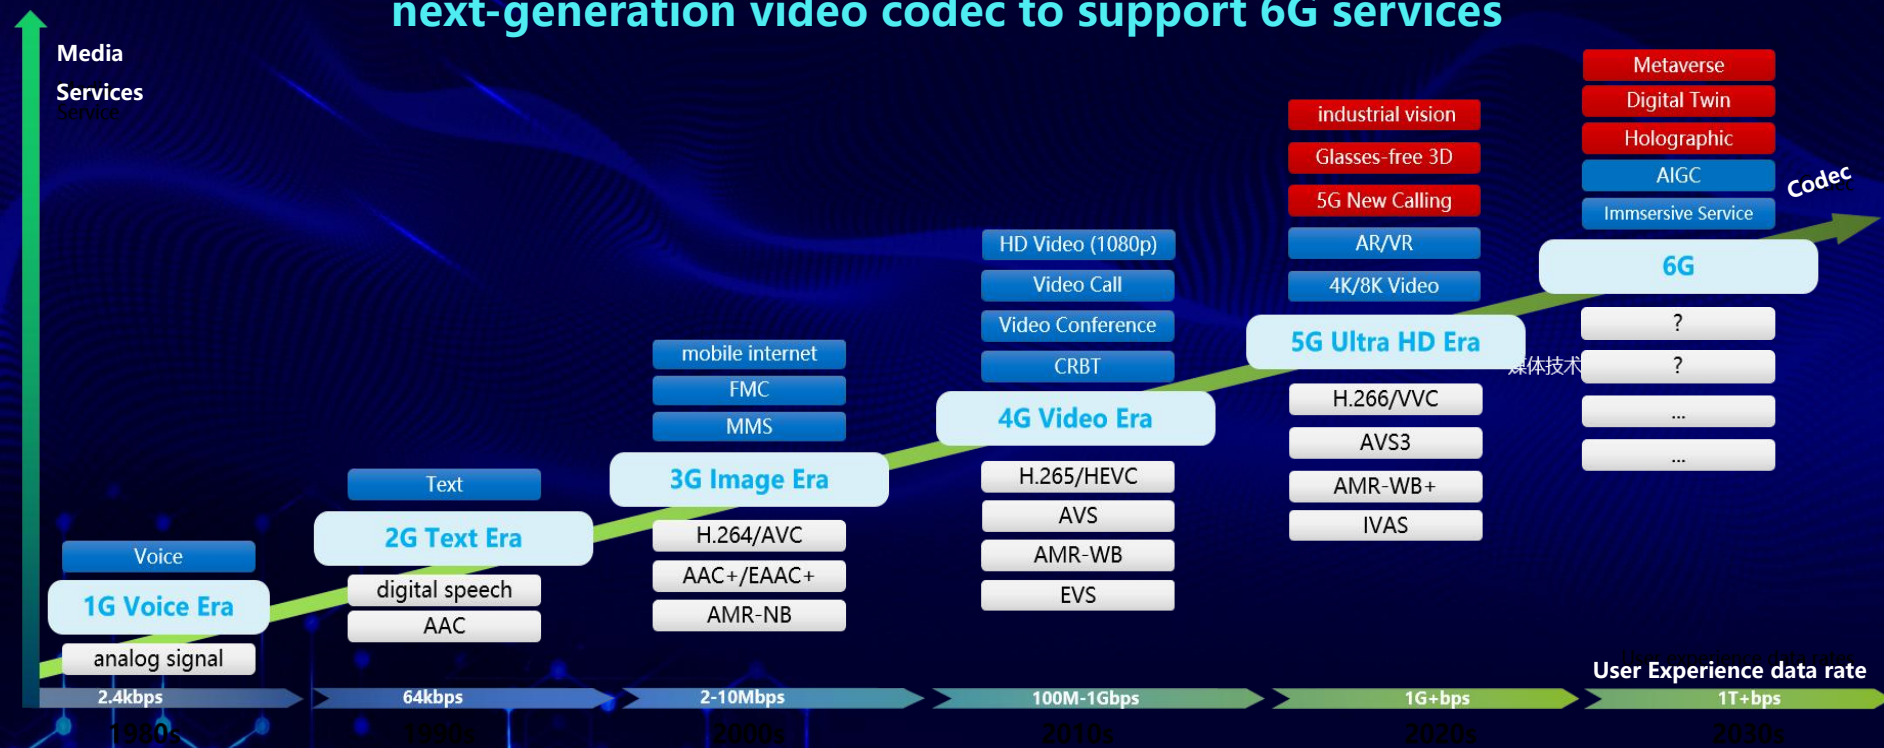 next-generation video codec to support 6G services
Media
Services
Service
Voice
1G Voice Era
analog signal
Text
2G Text Era
digital speech
AAC
mobile internet
FMC
MMS
3G Image Era
H.264/AVC
AAC+/EAAC+
AMR-NB
HD Video (1080p)
Video Call
Video Conference
CRBT
4G Video Era
H.265/HEVC
AVS
AMR-WB
EVS
industrial vision
Glasses-free 3D
5G New Calling
AR/VR
4K/8K Video
5G Ultra HD Era
媒体技术
H.266/VVC
AVS3
AMR-WB+
IVAS
Metaverse
Digital Twin
Holographic
AIGC
Immsersive Service
Codec
6G
?
?
...
...
User Experience data rate
2.4kbps
64kbps
2-10Mbps
100M-1Gbps
1G+bps
1T+bps
1980s
1990s
2000s
2010s
2020s
2030s